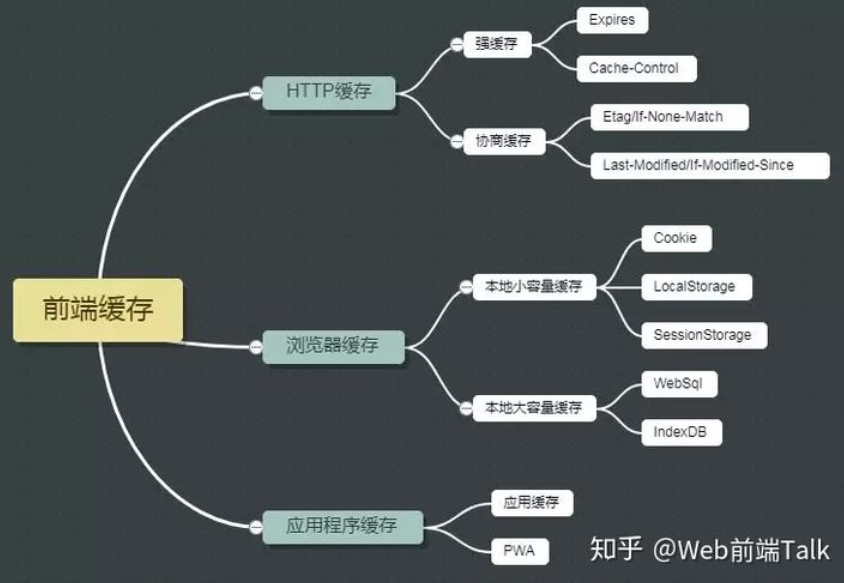 前端缓存
HTTP缓存
强缓存
Expires
Cache-Control
协商缓存
Etag/If-None-Match
Last-Modified/If-Modified-Since
浏览器缓存
本地小容量缓存
Cookie
LocalStorage
SessionStorage
本地大容量缓存
WebSql
IndexDB
应用程序缓存
应用缓存
PWA
知乎 @Web前端Talk